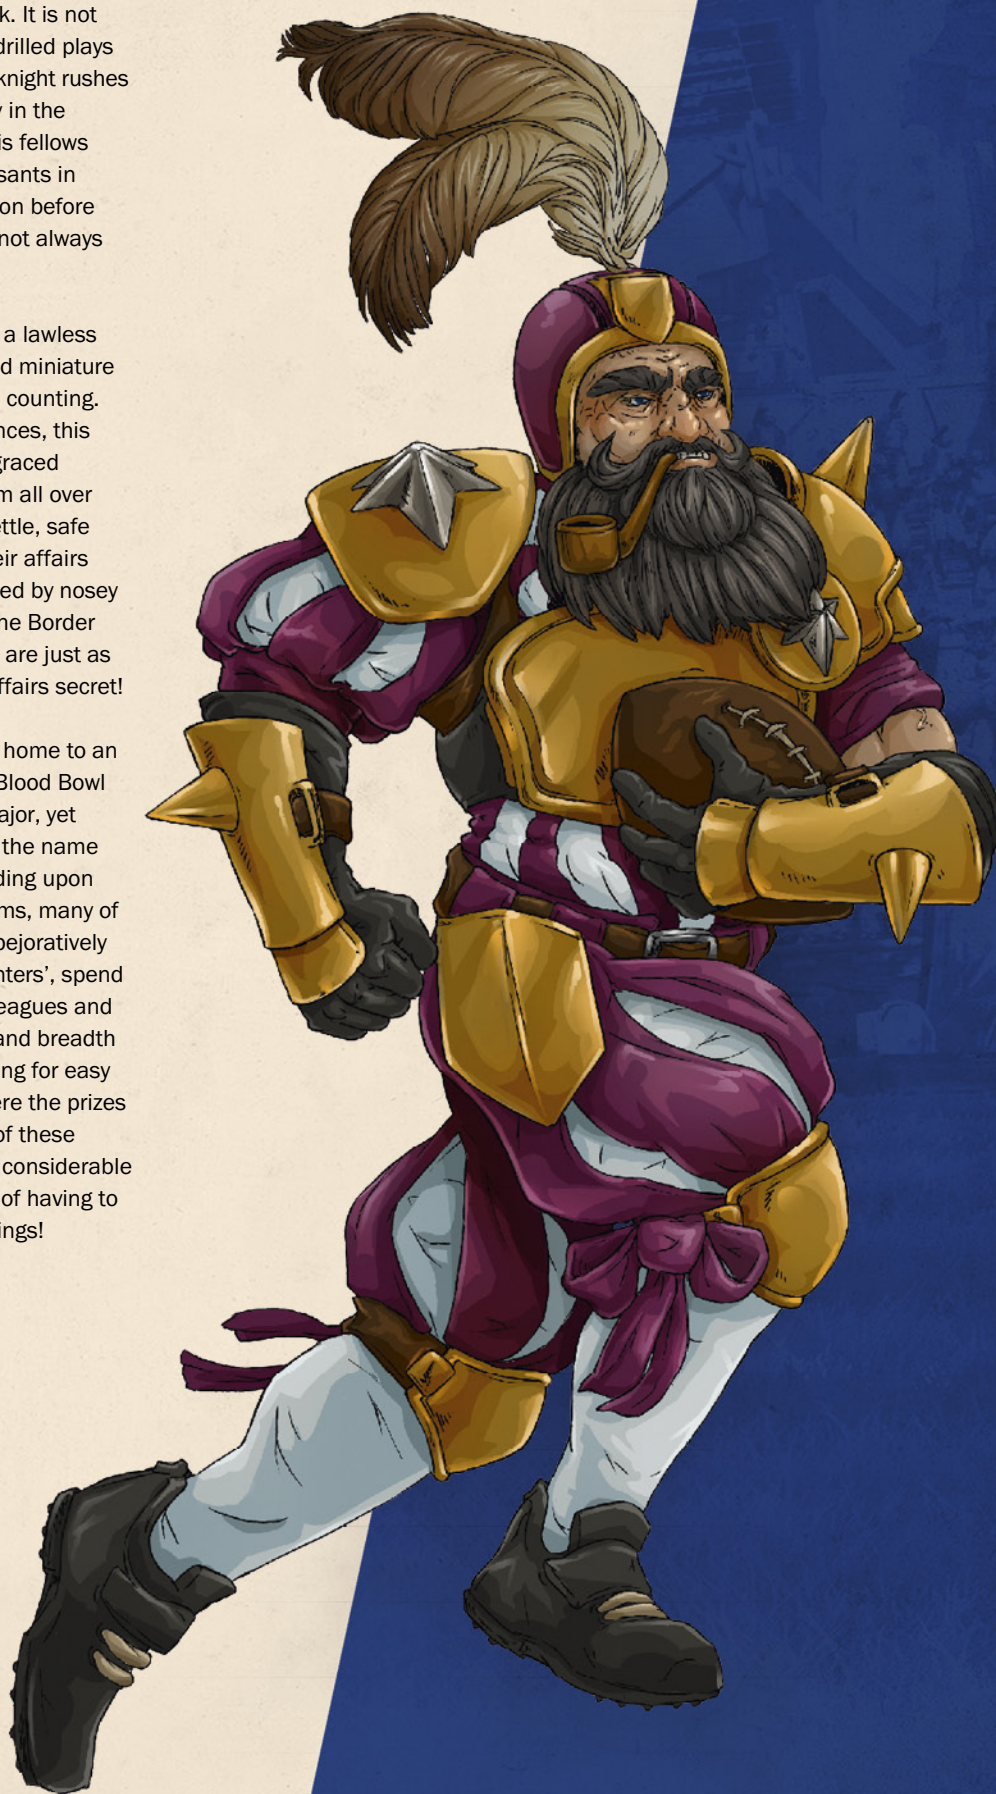 k. It is not
drilled plays
knight rushes
in the
is fellows
sants in
on before
not always
a lawless
d miniature
counting.
nces, this
graced
m all over
ettle, safe
eir affairs
ed by nosey
he Border
are just as
ffairs secret!
home to an
Blood Bowl
ajor, yet
the name
ding upon
ms, many of
pejoratively
nters’, spend
eagues and
and breadth
ng for easy
ere the prizes
of these
considerable
of having to
ings!